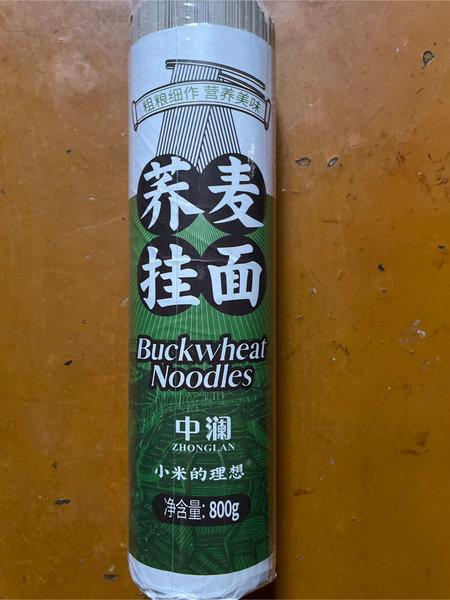 粗粮细作 营养美味
荞麦
挂面
Buckwheat
Noodles
中澜
ZHONGLAN
小米的理想®
净含量: 800g